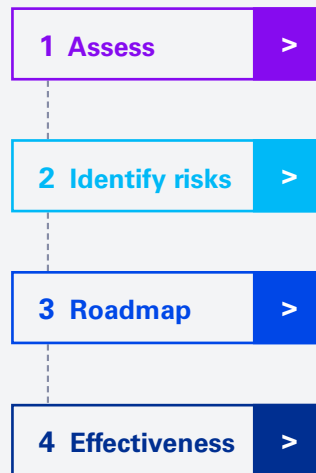 1 Assess >
2 Identify risks >
3 Roadmap >
4 Effectiveness >